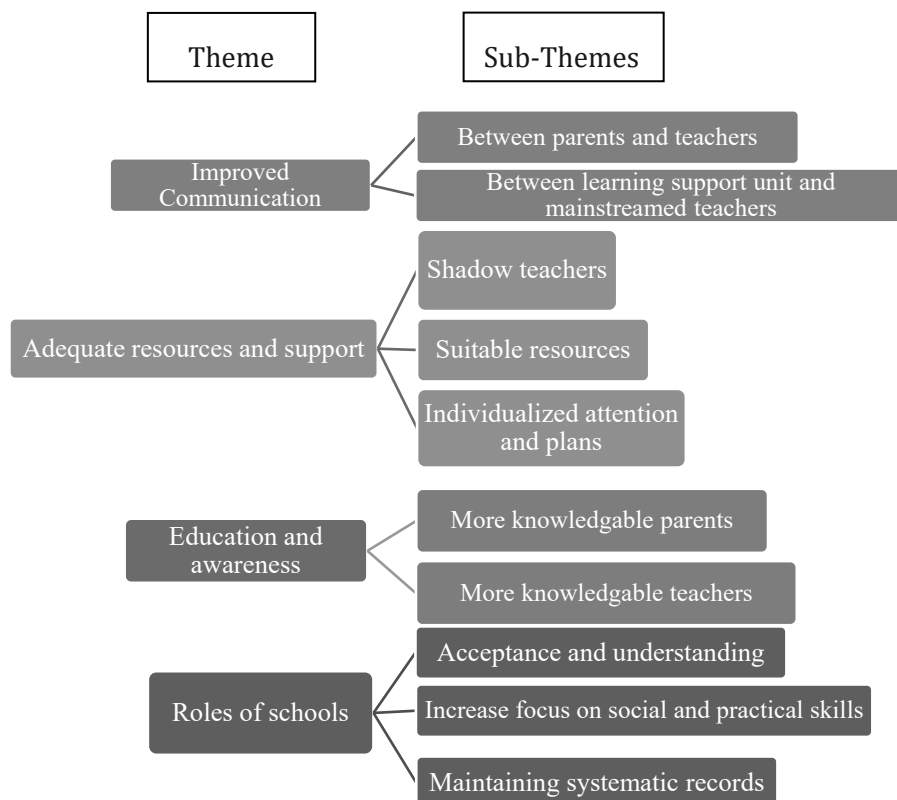 Theme
Sub-Themes
Improved
Communication
Between parents and teachers
Between learning support unit and
mainstreamed teachers
Adequate resources and support
Shadow teachers
Suitable resources
Individualized attention
and plans
Education and
awareness
More knowledgable parents
More knowledgable teachers
Roles of schools
Acceptance and understanding
Increase focus on social and practical skills
Maintaining systematic records